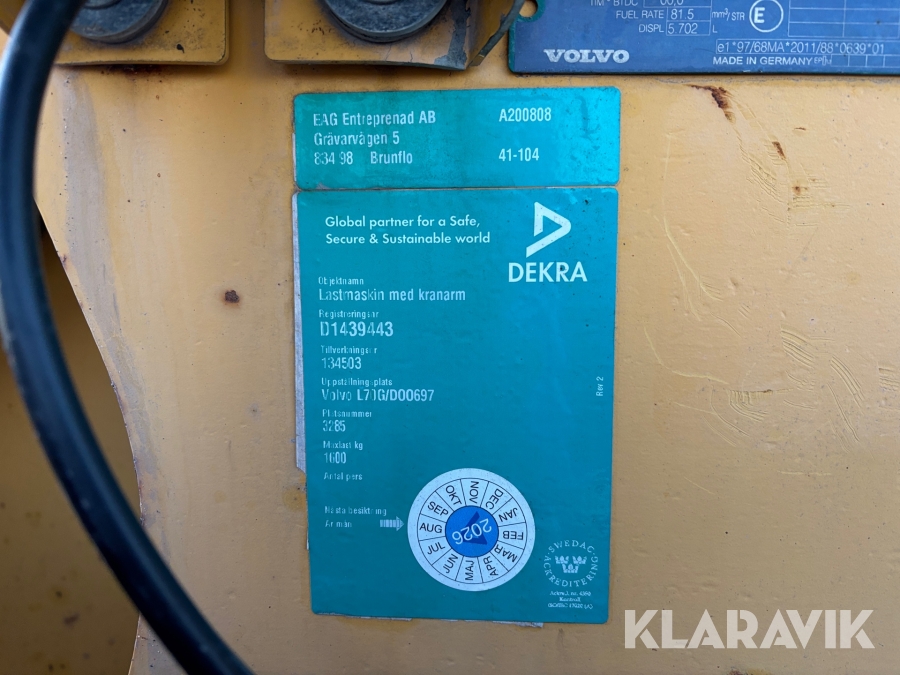 FUEL RATE 81.5 mm³/STR
DISPL 5.702 L
E
e1*97/68MA*2011/88*0639*01
VOLVO
MADE IN GERMANY
EAG Entreprenad AB A200808
Grävarvägen 5
834 98 Brunflo 41-104
Global partner for a Safe,
Secure & Sustainable world
DEKRA
Objektnamn
Lastmaskin med kranarm
Registreringsnr
D1439443
Tillverkningsnr
134503
Uppställningsplats
Volvo L70G/D00697
Platsnummer
3285
Maxlast kg
1600
Antal pers
Nästa besiktning
År mån
JAN FEB MAR APR MAJ JUN JUL AUG SEP OKT NOV DEC
2026
Rev 2
SWEDAC
ACKREDITERING
Kontroll
KLARAVIK